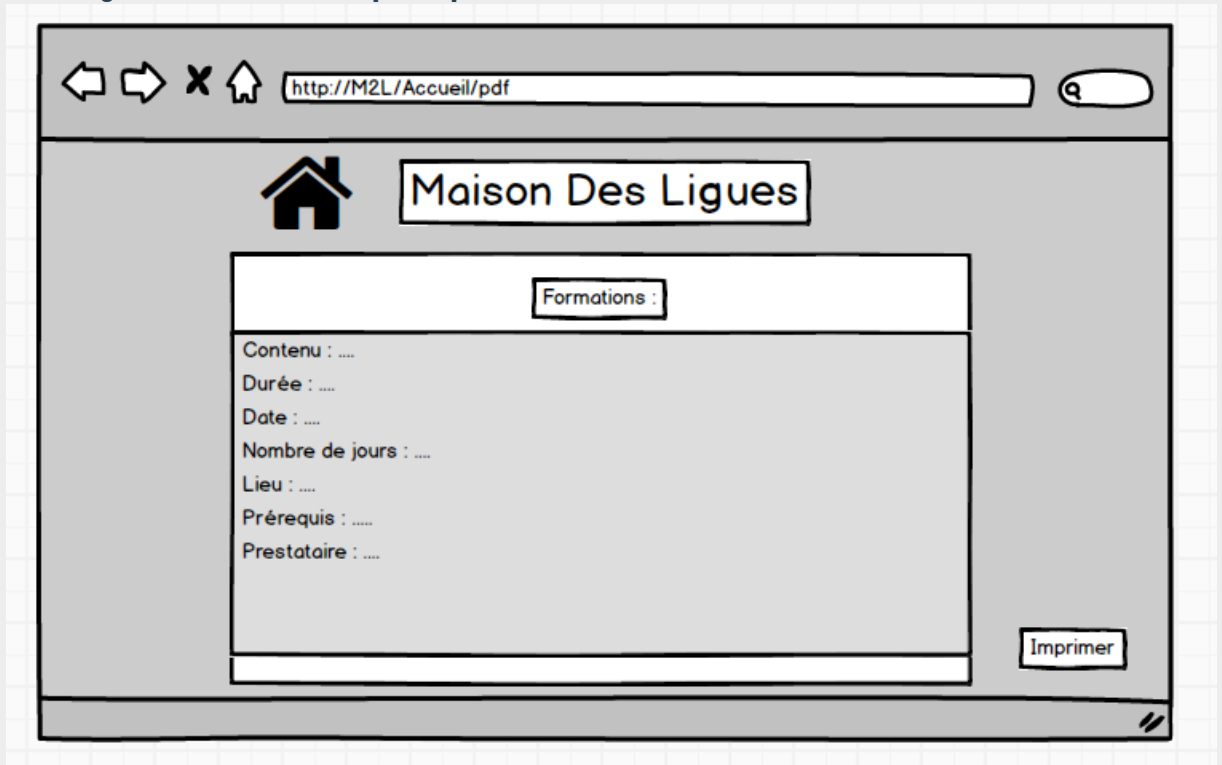 http://M2L/Accueil/pdf
Maison Des Ligues
Formations :
Contenu : ....
Durée : ....
Date : ....
Nombre de jours : ....
Lieu : ....
Prérequis : .....
Prestataire : ....
Imprimer